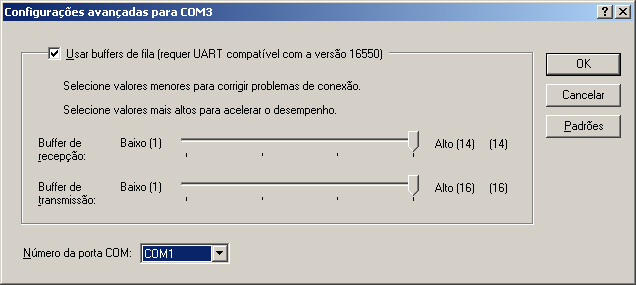 Configurações avançadas para COM3
Usar buffers de fila (requer UART compatível com a versão 16550)
OK
Selecione valores menores para corrigir problemas de conexão.
Cancelar
Selecione valores mais altos para acelerar o desempenho.
Padrões
Buffer de recepção: Baixo (1) Alto (14) (14)
Buffer de transmissão: Baixo (1) Alto (16) (16)
Número da porta COM: COM1